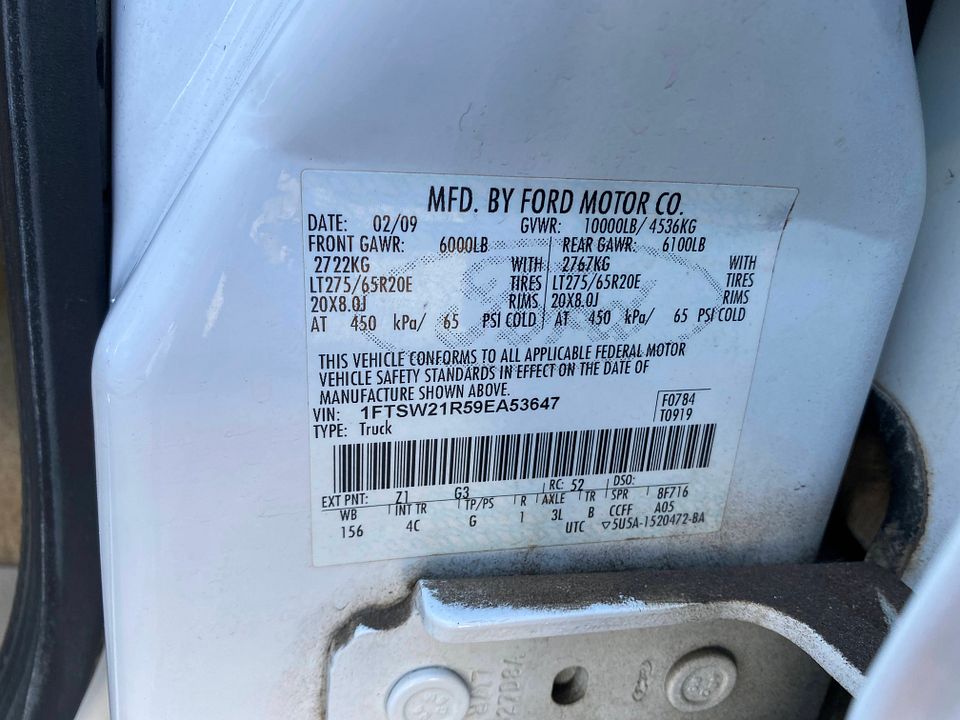 MFD. BY FORD MOTOR CO.
DATE: 02/09 GVWR: 10000LB/ 4536KG
FRONT GAWR: 6000LB REAR GAWR: 6100LB
2722KG WITH 2767KG WITH
LT275/65R20E TIRES LT275/65R20E TIRES
20X8.0J RIMS 20X8.0J RIMS
AT 450 kPa/ 65 PSI COLD AT 450 kPa/ 65 PSI COLD
THIS VEHICLE CONFORMS TO ALL APPLICABLE FEDERAL MOTOR
VEHICLE SAFETY STANDARDS IN EFFECT ON THE DATE OF
MANUFACTURE SHOWN ABOVE.
VIN: 1FTSW21R59EA53647 F0784
TYPE: Truck T0919
EXT PNT: Z1 G3 RC: 52 DSO:
WB INT TR TP/PS R AXLE TR SPR 8F716
156 4C G 1 3L B CCFF A05
UTC ▽5U5A-1520472-BA